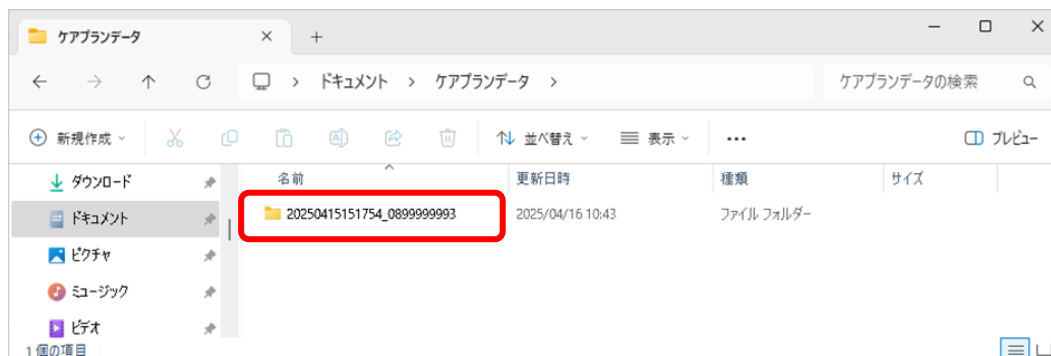 ケアプランデータ
ドキュメント > ケアプランデータ >
ケアプランデータの検索
新規作成
並べ替え
表示
プレビュー
名前
更新日時
種類
サイズ
ダウンロード
ドキュメント
20250415151754_0899999993
2025/04/16 10:43
ファイル フォルダー
ピクチャ
ミュージック
ビデオ
1 個の項目